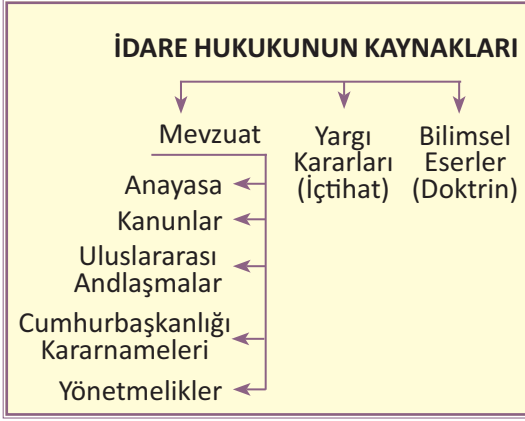 İDARE HUKUKUNUN KAYNAKLARI
Mevzuat
Anayasa
Kanunlar
Uluslararası
Andlaşmalar
Cumhurbaşkanlığı
Kararnameleri
Yönetmelikler
Yargı
Kararları
(İçtihat)
Bilimsel
Eserler
(Doktrin)